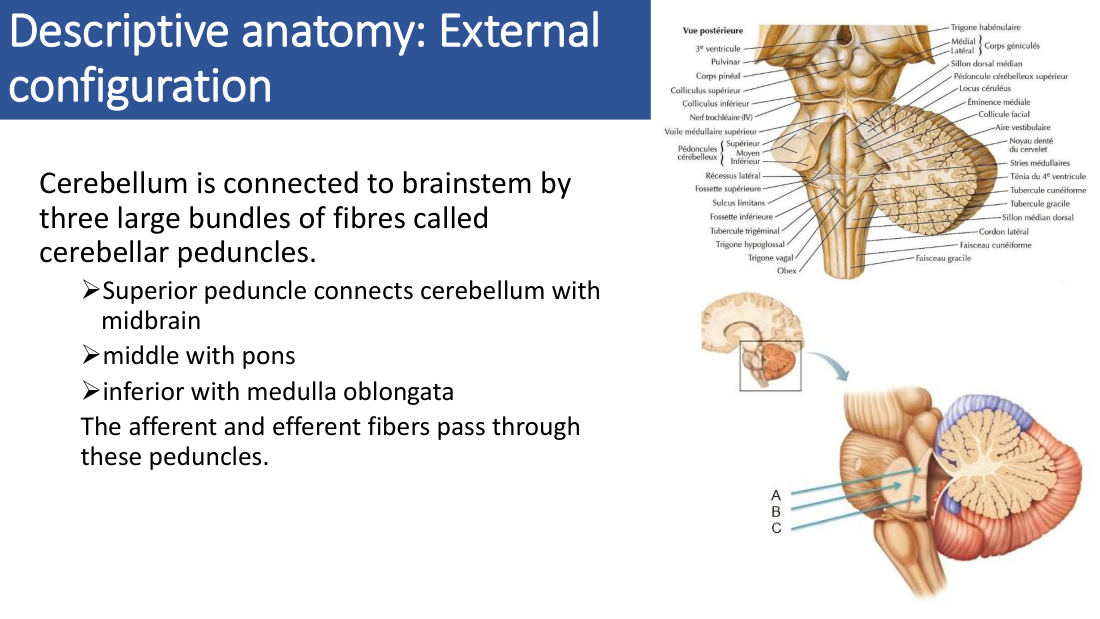 Descriptive anatomy: External
configuration
Cerebellum is connected to brainstem by
three large bundles of fibres called
cerebellar peduncles.
➢Superior peduncle connects cerebellum with
midbrain
➢middle with pons
➢inferior with medulla oblongata
The afferent and efferent fibers pass through
these peduncles.
Vue postérieure
3e ventricule
Pulvinar
Corps pinéal
Colliculus supérieur
Colliculus inférieur
Nerf trochléaire (IV)
Voile médullaire supérieur
Pédoncules
cérébelleux
Supérieur
Moyen
Inférieur
Récessus latéral
Fossette supérieure
Sulcus limitans
Fossette inférieure
Tubercule trigéminal
Trigone hypoglossal
Trigone vagal
Obex
Trigone habénulaire
Médial
Latéral
Corps géniculés
Sillon dorsal médian
Pédoncule cérébelleux supérieur
Locus céruléus
Éminence médiale
Collicule facial
Aire vestibulaire
Noyau denté
du cervelet
Stries médullaires
Ténia du 4e ventricule
Tubercule cunéiforme
Tubercule gracile
Sillon médian dorsal
Cordon latéral
Faisceau cunéiforme
Faisceau gracile
A
B
C